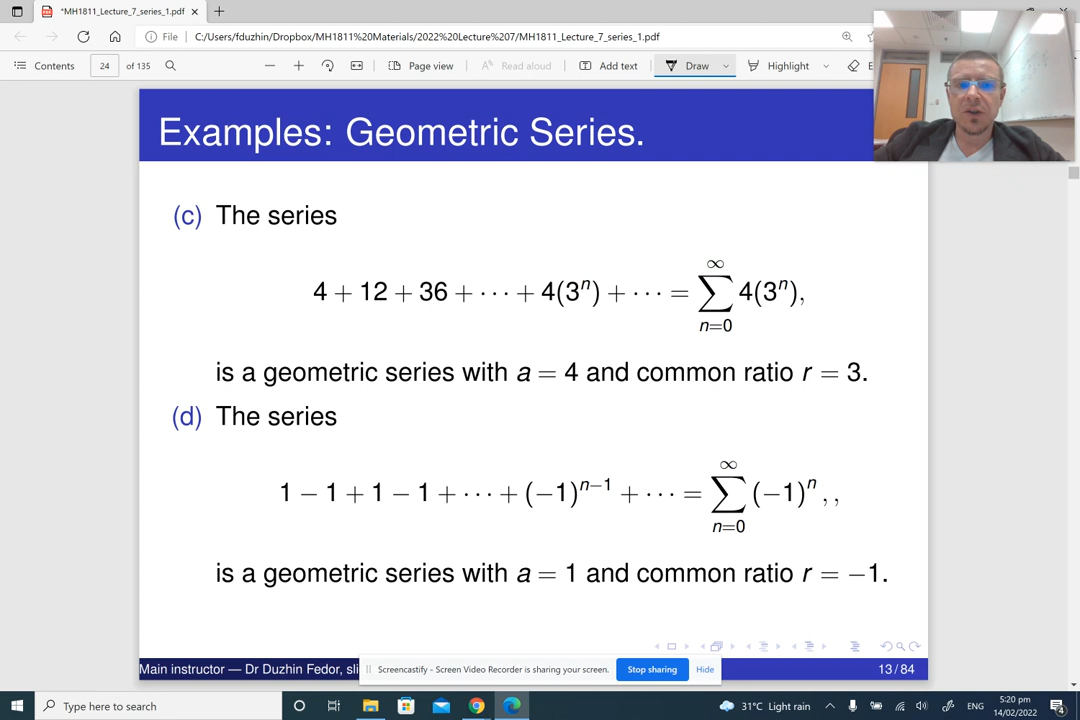 *MH1811_Lecture_7_series_1.pdf
File
C:/Users/fduzhin/Dropbox/MH1811%20Materials/2022%20Lecture%207/MH1811_Lecture_7_series_1.pdf
Contents 24 of 135 Page view Read aloud Add text Draw Highlight
Examples: Geometric Series.
(c) The series
4 + 12 + 36 + ··· + 4(3ⁿ) + ··· = ∑_{n=0}^{∞} 4(3ⁿ),
is a geometric series with a = 4 and common ratio r = 3.
(d) The series
1 − 1 + 1 − 1 + ··· + (−1)ⁿ⁻¹ + ··· = ∑_{n=0}^{∞} (−1)ⁿ, ,
is a geometric series with a = 1 and common ratio r = −1.
Main instructor — Dr Duzhin Fedor, 13 / 84
Screencastify - Screen Video Recorder is sharing your screen. Stop sharing Hide
Type here to search
31°C Light rain
ENG
5:20 pm
14/02/2022
4